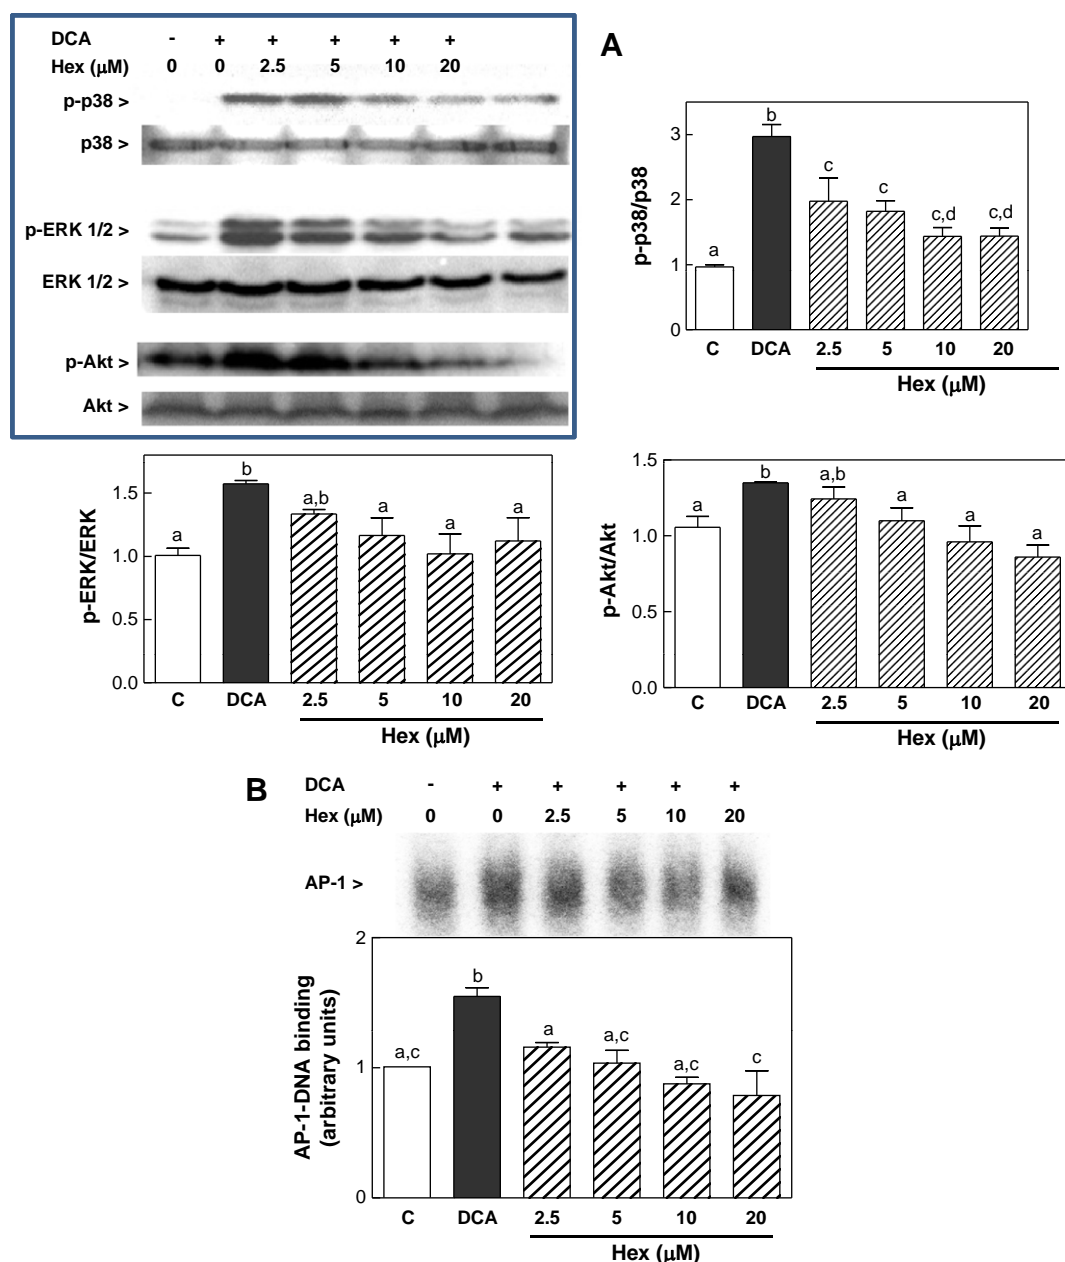 A
DCA - + + + + +
Hex (μM) 0 0 2.5 5 10 20
p-p38 >
p38 >
p-ERK 1/2 >
ERK 1/2 >
p-Akt >
Akt >
p-p38/p38
3
2
1
0
a b c c c,d c,d
C DCA 2.5 5 10 20
Hex (μM)
p-ERK/ERK
1.5
1.0
0.5
0.0
a b a,b a a a
C DCA 2.5 5 10 20
Hex (μM)
p-Akt/Akt
1.5
1.0
0.5
0.0
a b a,b a a a
C DCA 2.5 5 10 20
Hex (μM)
B
DCA - + + + + +
Hex (μM) 0 0 2.5 5 10 20
AP-1 >
AP-1-DNA binding
(arbitrary units)
2
1
0
a,c b a a,c a,c c
C DCA 2.5 5 10 20
Hex (μM)